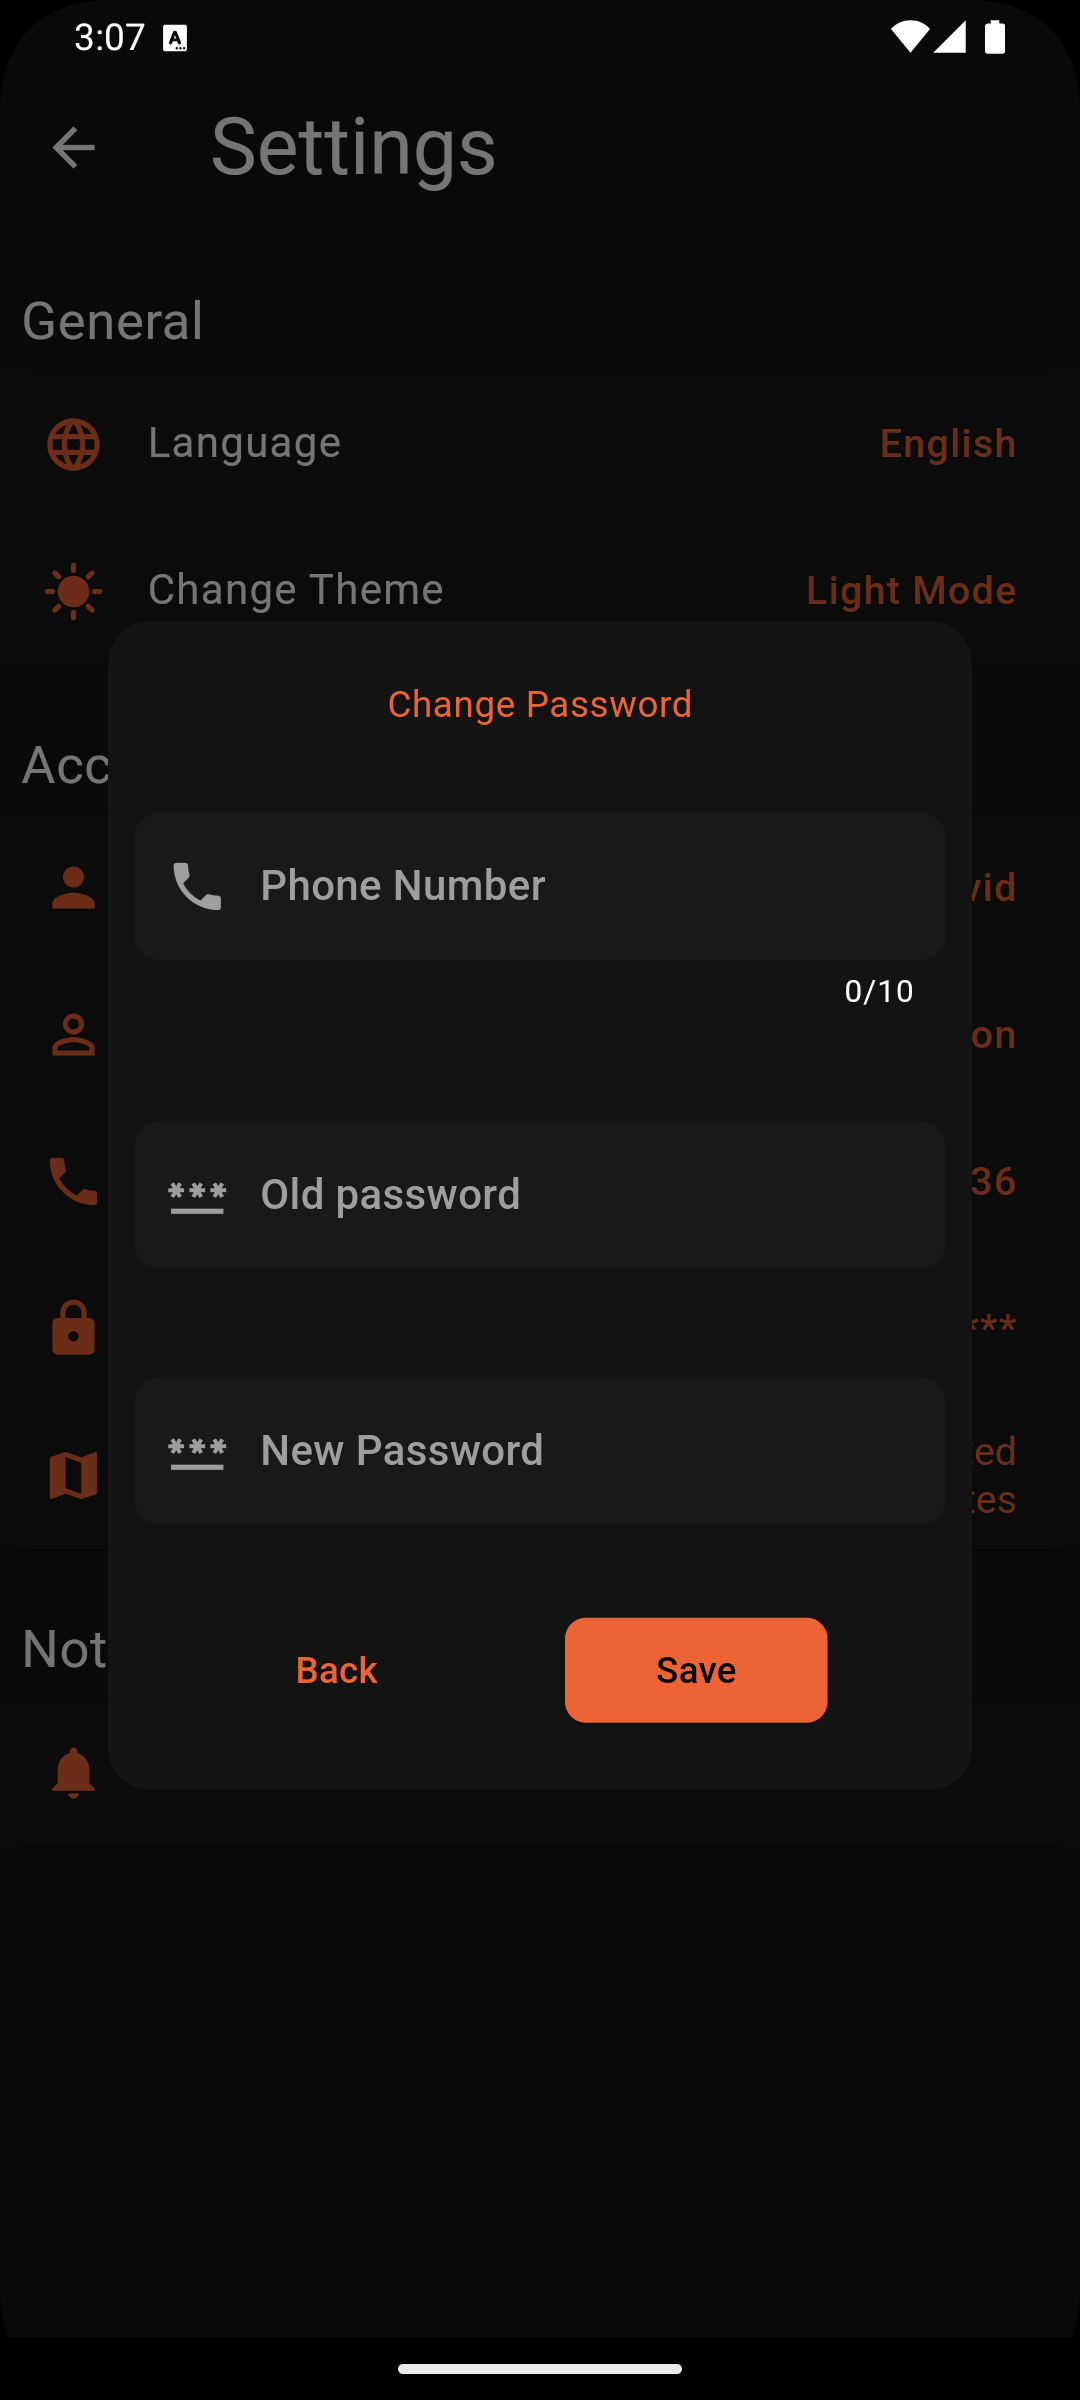 3:07
Settings
General
Language English
Change Theme Light Mode
Change Password
Acc
Phone Number
vid
0/10
on
Old password
36
***
New Password
ed
tes
Not
Back Save